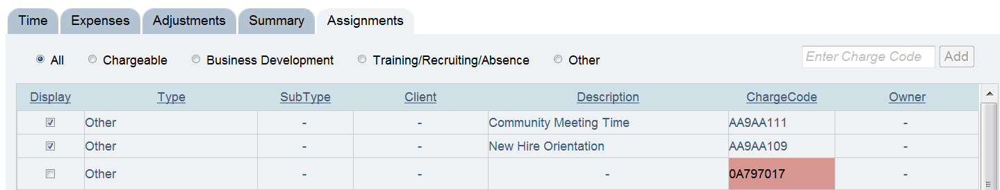 Time Expenses Adjustments Summary Assignments
All Chargeable Business Development Training/Recruiting/Absence Other Enter Charge Code Add
Display Type SubType Client Description ChargeCode Owner
Other - - Community Meeting Time AA9AA111 -
Other - - New Hire Orientation AA9AA109 -
Other - - - 0A797017 -